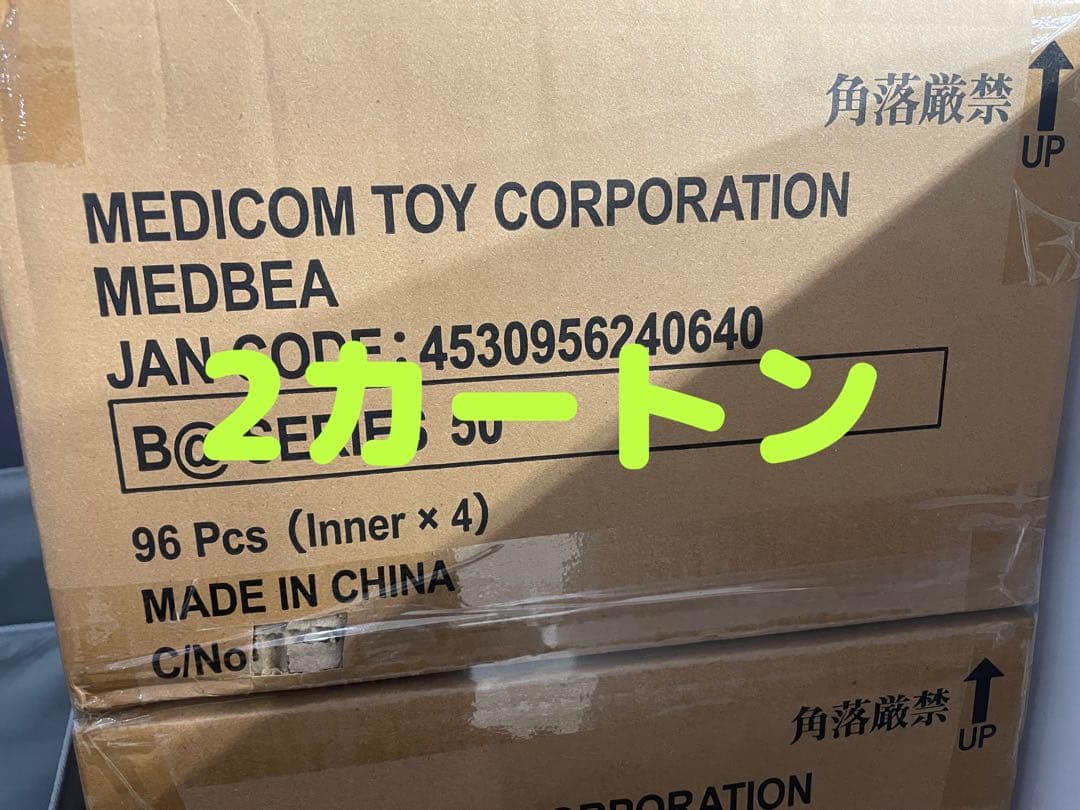 角落厳禁
UP
MEDICOM TOY CORPORATION
MEDBEA
JAN CODE : 4530956240640
2カートン
B@ SERIES 50
96 Pcs (Inner × 4)
MADE IN CHINA
C/No
角落厳禁
UP
CORPORATION